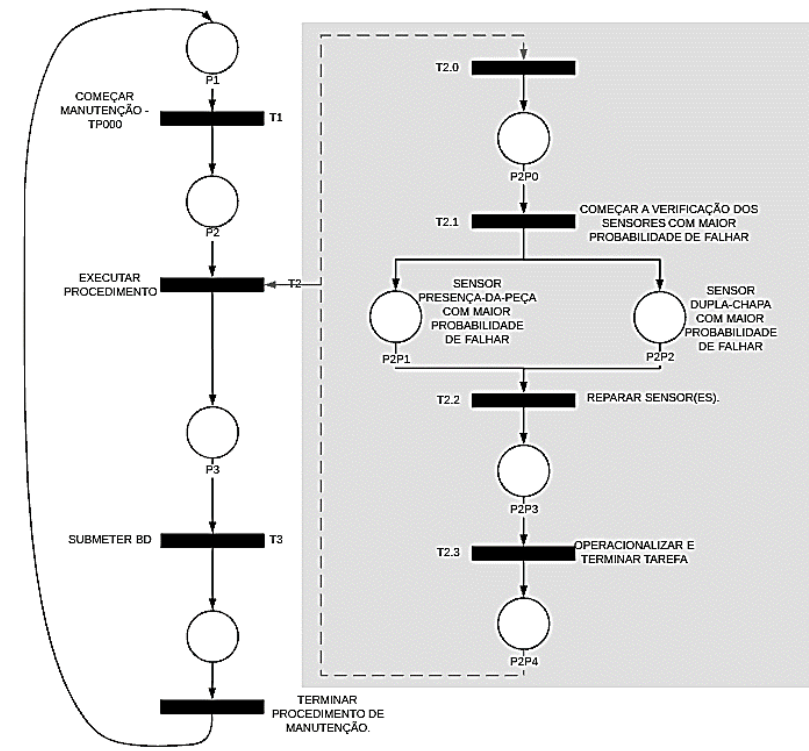 P1
COMEÇAR
MANUTENÇÃO -
TP000
T1
P2
EXECUTAR
PROCEDIMENTO
T2
P3
SUBMETER BD
T3
TERMINAR
PROCEDIMENTO DE
MANUTENÇÃO.
T2.0
P2P0
T2.1
COMEÇAR A VERIFICAÇÃO DOS
SENSORES COM MAIOR
PROBABILIDADE DE FALHAR
SENSOR
PRESENÇA-DA-PEÇA
COM MAIOR
PROBABILIDADE
DE FALHAR
P2P1
SENSOR
DUPLA-CHAPA
COM MAIOR
PROBABILIDADE
DE FALHAR
P2P2
T2.2
REPARAR SENSOR(ES).
P2P3
T2.3
OPERACIONALIZAR E
TERMINAR TAREFA
P2P4